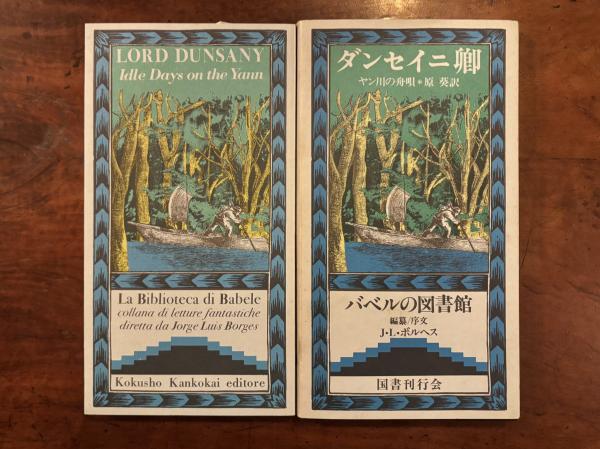 LORD DUNSANY
Idle Days on the Yann
La Biblioteca di Babele
collana di letture fantastiche
diretta da Jorge Luis Borges
Kokusho Kankokai editore
ダンセイニ卿
ヤン川の舟唄*原 葵訳
バベルの図書館
編纂/序文
J・L・ボルヘス
国書刊行会